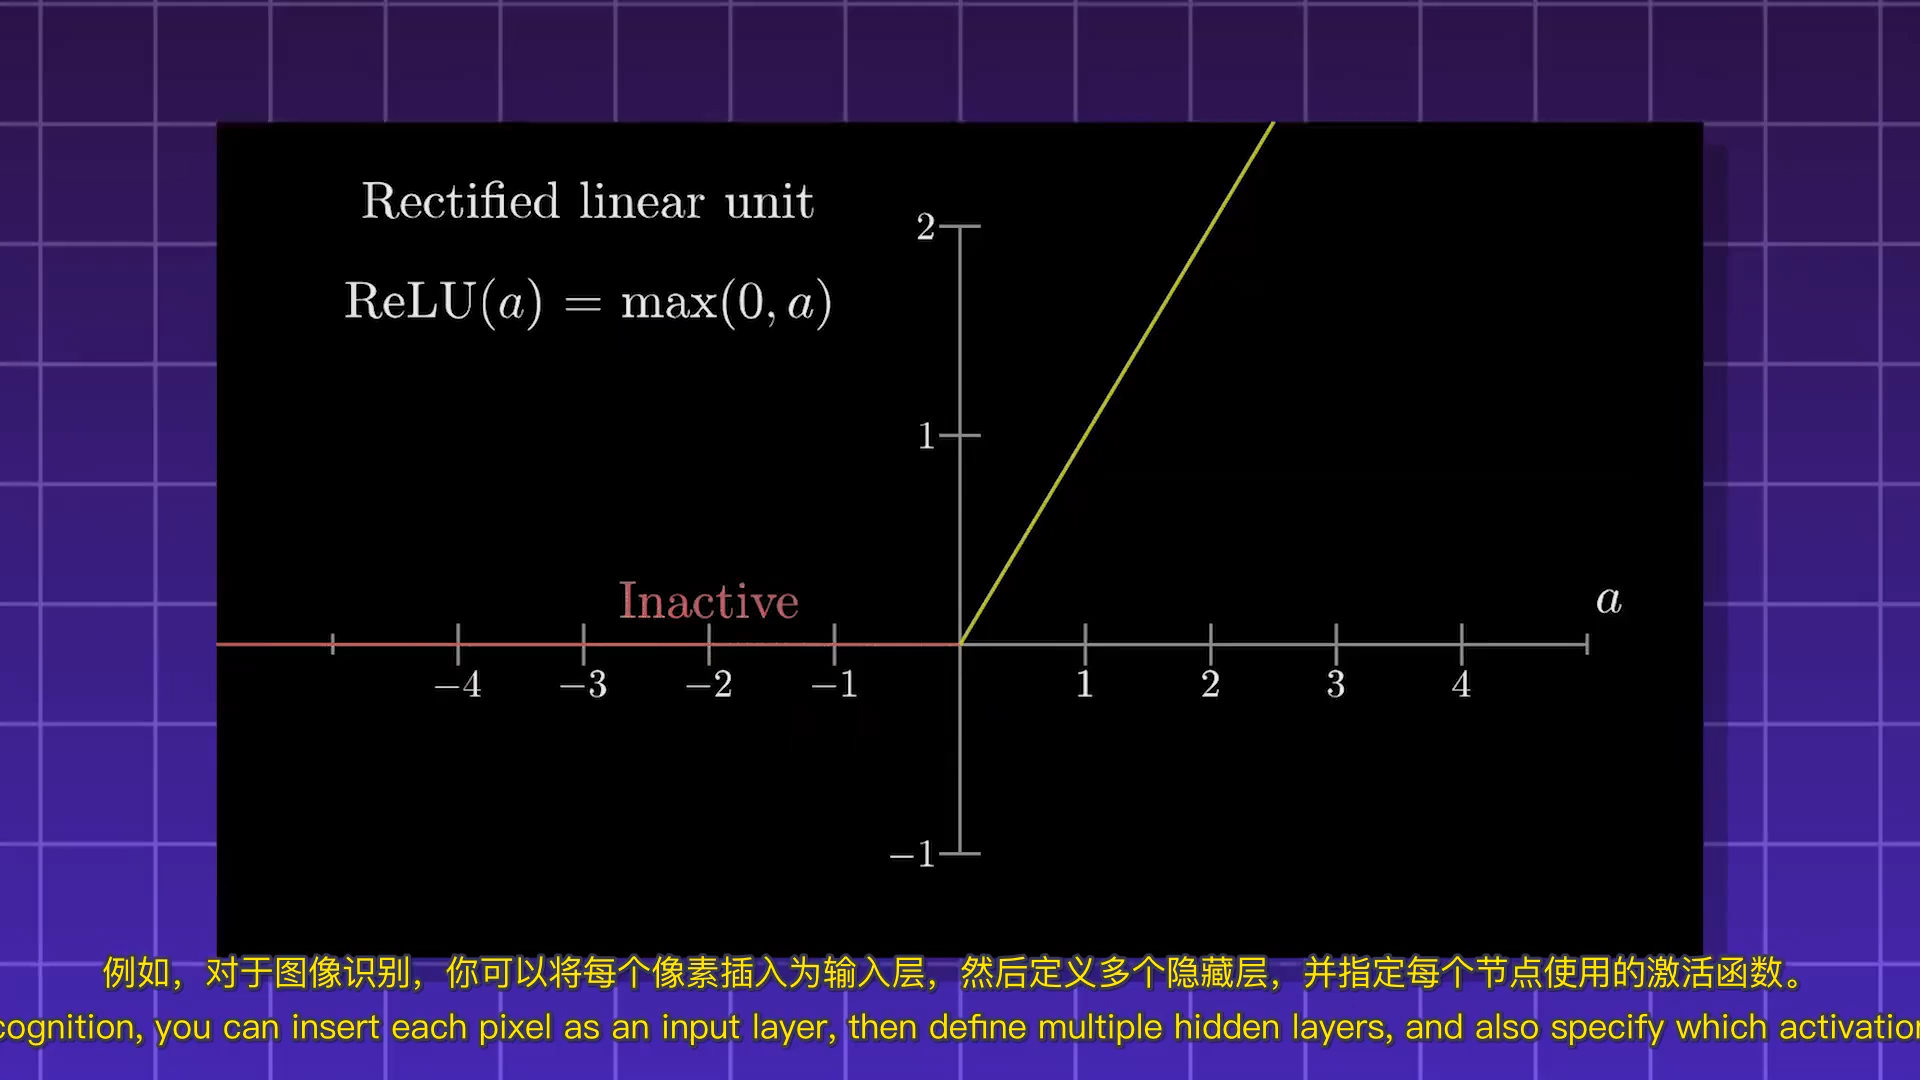 Rectified linear unit
ReLU(a) = max(0, a)
2
1
Inactive
a
−4 −3 −2 −1 1 2 3 4
−1
例如，对于图像识别，你可以将每个像素插入为输入层，然后定义多个隐藏层，并指定每个节点使用的激活函数。
cognition, you can insert each pixel as an input layer, then define multiple hidden layers, and also specify which activation